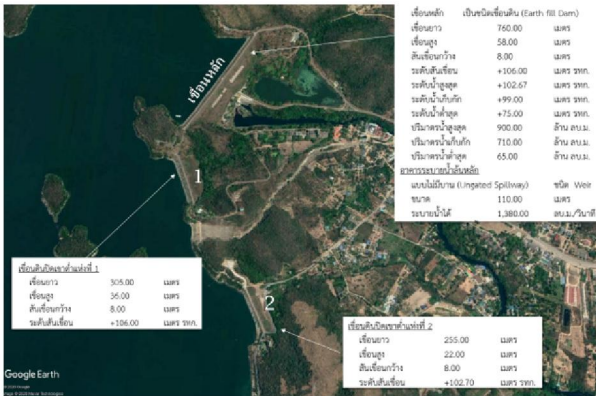 เขื่อนหลัก เป็นชนิดเขื่อนดิน (Earth fill Dam)
เขื่อนยาว 760.00 เมตร
เขื่อนสูง 58.00 เมตร
สันเขื่อนกว้าง 8.00 เมตร
ระดับสันเขื่อน +106.00 เมตร รทก.
ระดับน้ำสูงสุด +102.67 เมตร รทก.
ระดับน้ำเก็บกัก +99.00 เมตร รทก.
ระดับน้ำต่ำสุด +75.00 เมตร รทก.
ปริมาตรน้ำสูงสุด 900.00 ล้าน ลบ.ม.
ปริมาตรน้ำเก็บกัก 710.00 ล้าน ลบ.ม.
ปริมาตรน้ำต่ำสุด 65.00 ล้าน ลบ.ม.
อาคารระบายน้ำล้นหลัก
แบบไม่มีบาน (Ungated Spillway) ชนิด Weir
ขนาด 110.00 เมตร
ระบายน้ำได้ 1,380.00 ลบ.ม./วินาที
เขื่อนหลัก
1
เขื่อนดินปิดเขาต่ำแห่งที่ 1
เขื่อนยาว 305.00 เมตร
เขื่อนสูง 36.00 เมตร
สันเขื่อนกว้าง 8.00 เมตร
ระดับสันเขื่อน +106.00 เมตร รทก.
2
เขื่อนดินปิดเขาต่ำแห่งที่ 2
เขื่อนยาว 255.00 เมตร
เขื่อนสูง 22.00 เมตร
สันเขื่อนกว้าง 8.00 เมตร
ระดับสันเขื่อน +102.70 เมตร รทก.
Google Earth